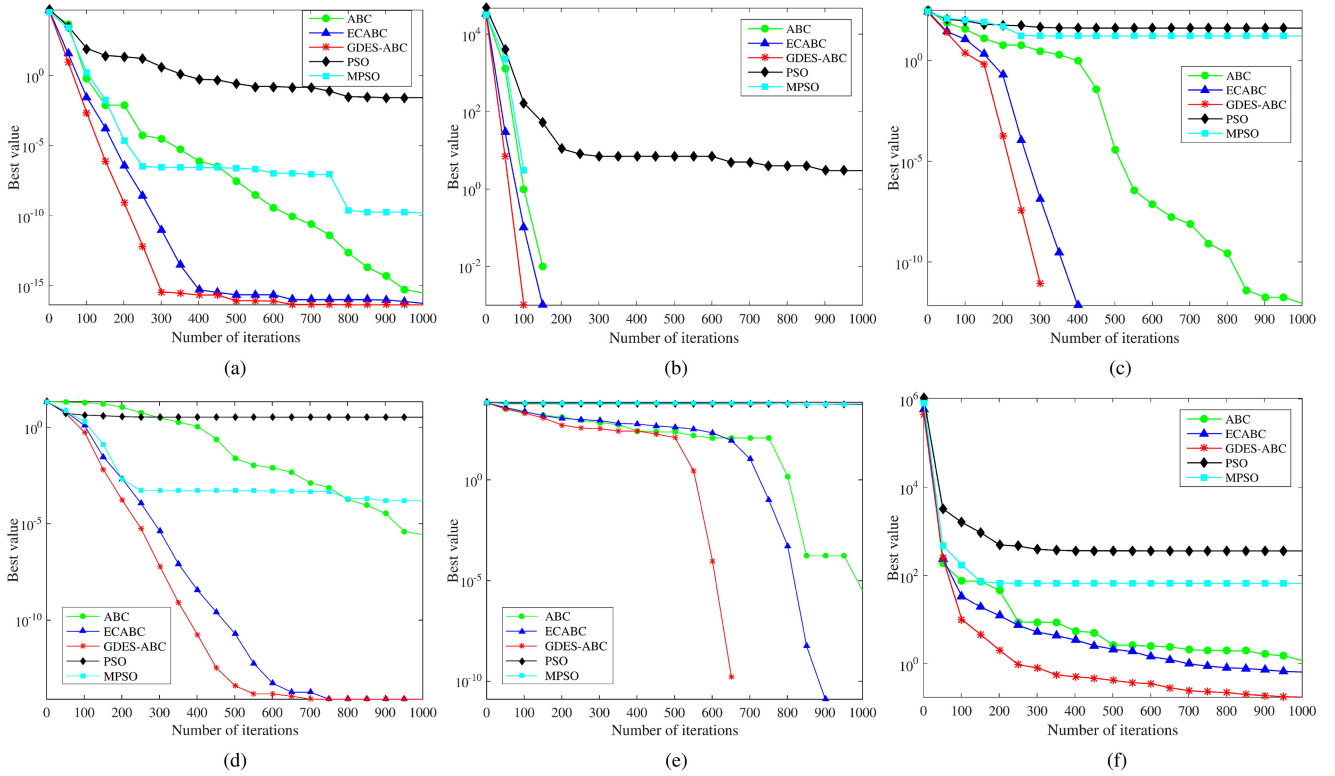 ABC
ECABC
GDES-ABC
PSO
MPSO
10^0
10^-5
10^-10
10^-15
Best value
0 100 200 300 400 500 600 700 800 900 1000
Number of iterations
(a)
ABC
ECABC
GDES-ABC
PSO
MPSO
10^4
10^2
10^0
10^-2
Best value
0 100 200 300 400 500 600 700 800 900 1000
Number of iterations
(b)
ABC
ECABC
GDES-ABC
PSO
MPSO
10^0
10^-5
10^-10
Best value
0 100 200 300 400 500 600 700 800 900 1000
Number of iterations
(c)
10^0
10^-5
10^-10
Best value
ABC
ECABC
GDES-ABC
PSO
MPSO
0 100 200 300 400 500 600 700 800 900 1000
Number of iterations
(d)
10^0
10^-5
10^-10
Best value
ABC
ECABC
GDES-ABC
PSO
MPSO
0 100 200 300 400 500 600 700 800 900 1000
Number of iterations
(e)
ABC
ECABC
GDES-ABC
PSO
MPSO
10^6
10^4
10^2
10^0
Best value
0 100 200 300 400 500 600 700 800 900 1000
Number of iterations
(f)